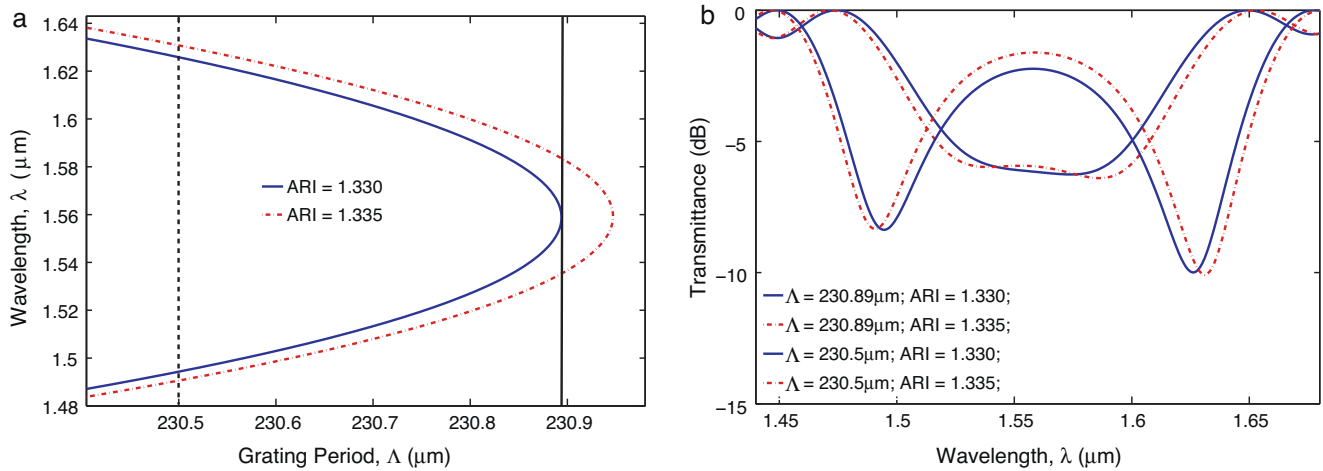 a
1.64
1.62
1.6
1.58
1.56
1.54
1.52
1.5
1.48
Wavelength, λ (μm)
ARI = 1.330
ARI = 1.335
230.5
230.6
230.7
230.8
230.9
Grating Period, Λ (μm)
b
0
−5
−10
−15
Transmittance (dB)
Λ = 230.89μm; ARI = 1.330;
Λ = 230.89μm; ARI = 1.335;
Λ = 230.5μm; ARI = 1.330;
Λ = 230.5μm; ARI = 1.335;
1.45
1.5
1.55
1.6
1.65
Wavelength, λ (μm)